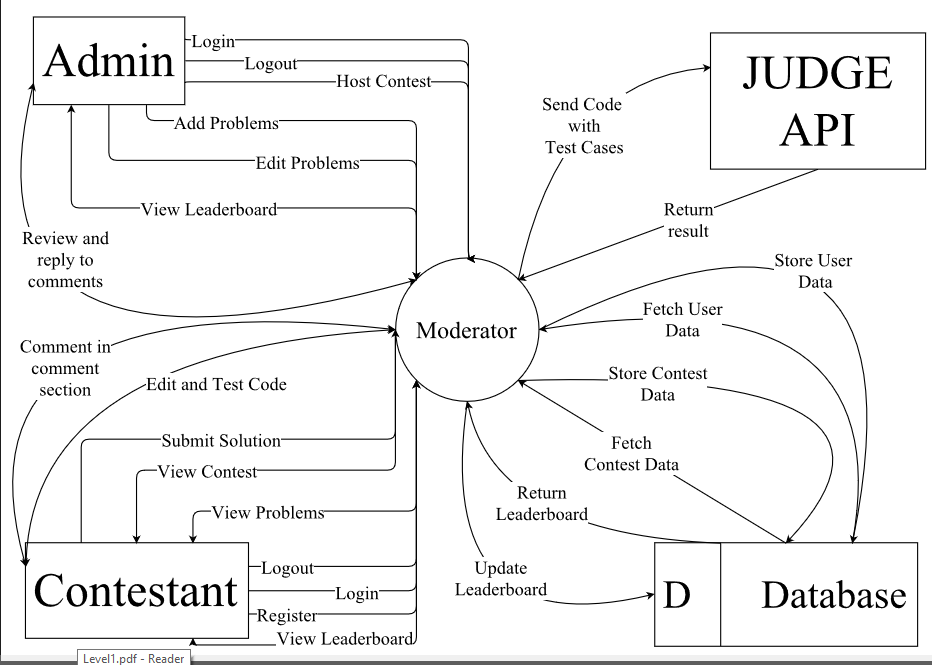 Admin
Login
Logout
Host Contest
Add Problems
Edit Problems
View Leaderboard
Review and
reply to
comments
JUDGE
API
Send Code
with
Test Cases
Return
result
Store User
Data
Fetch User
Data
Moderator
Store Contest
Data
Fetch
Contest Data
Return
Leaderboard
Update
Leaderboard
Comment in
comment
section
Edit and Test Code
Submit Solution
View Contest
View Problems
Logout
Login
Register
View Leaderboard
Contestant
D
Database
Level1.pdf - Reader